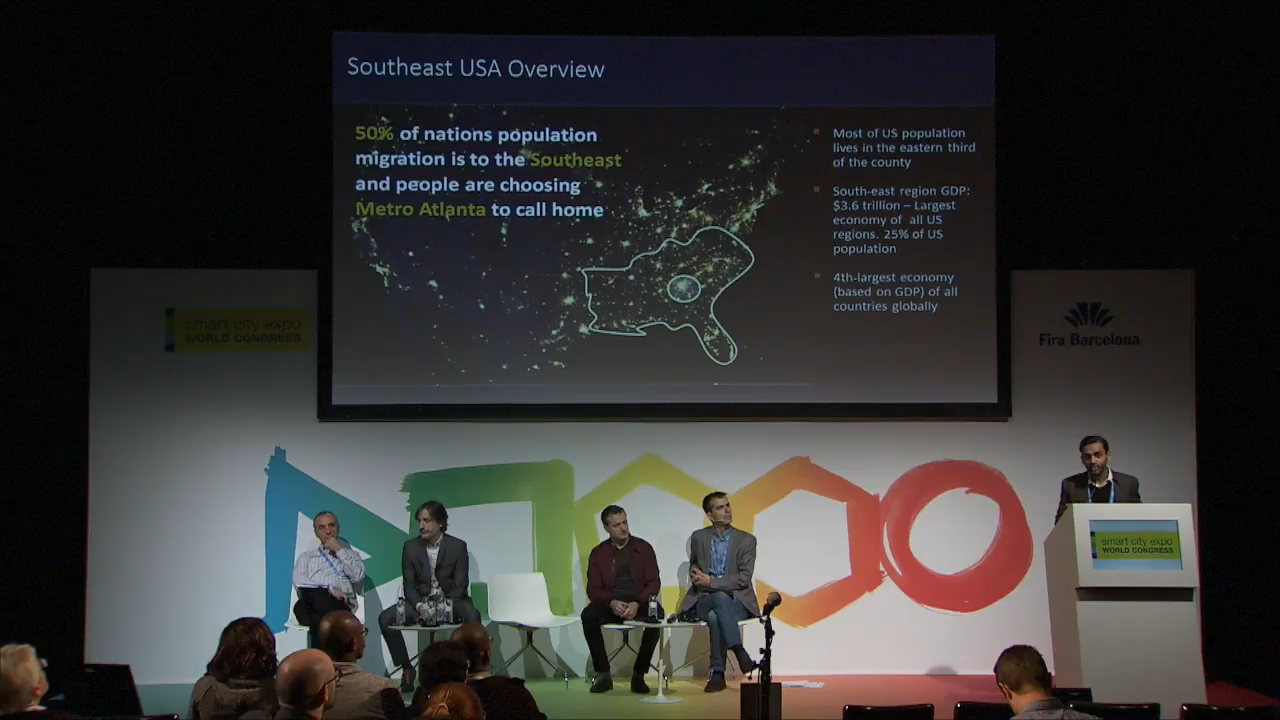 Southeast USA Overview
50% of nations population
migration is to the Southeast
and people are choosing
Metro Atlanta to call home
Most of US population
lives in the eastern third
of the county
South-east region GDP:
$3.6 trillion – Largest
economy of all US
regions. 25% of US
population
4th-largest economy
(based on GDP) of all
countries globally
smart city expo
WORLD CONGRESS
Fira Barcelona
smart city expo
WORLD CONGRESS